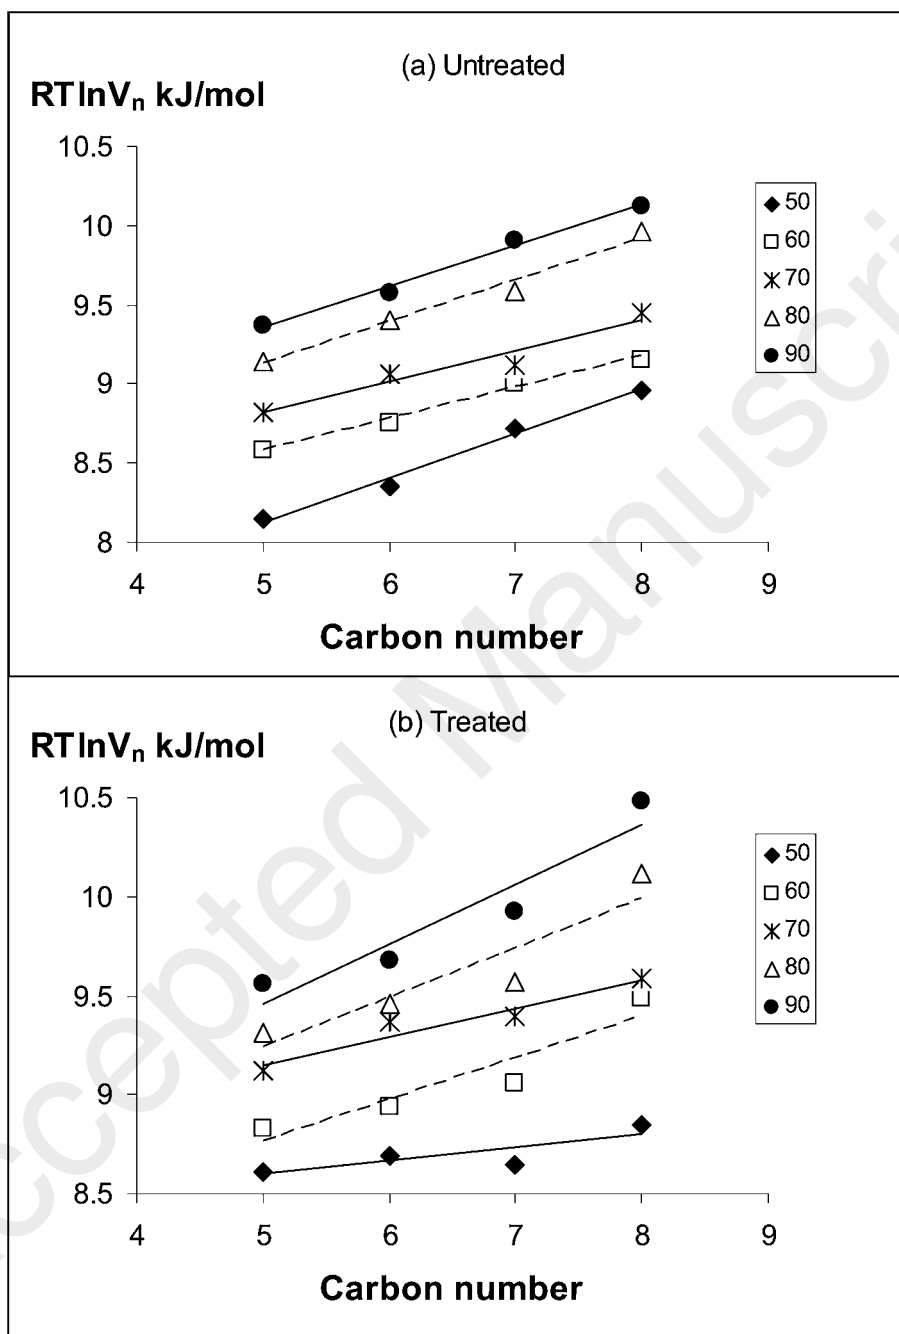 (a) Untreated
RTlnVₙ kJ/mol
10.5
10
9.5
9
8.5
8
4 5 6 7 8 9
Carbon number
50
60
70
80
90
(b) Treated
RTlnVₙ kJ/mol
10.5
10
9.5
9
8.5
4 5 6 7 8 9
Carbon number
50
60
70
80
90
Accepted Manuscri